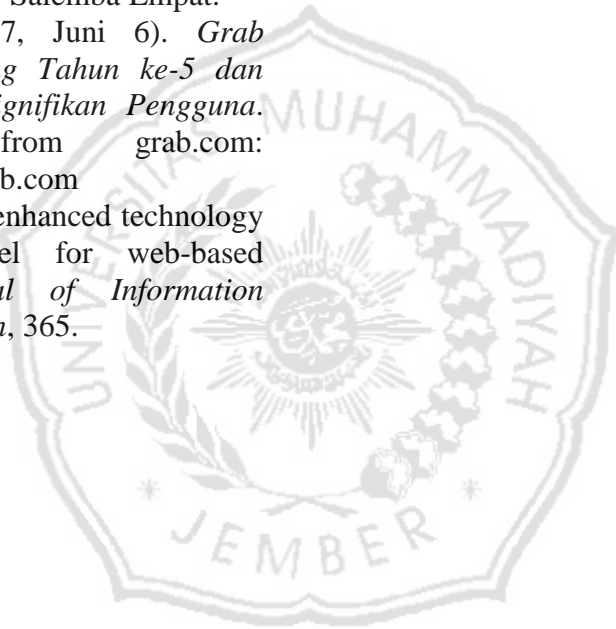 Salemba Empat.
7, Juni 6). Grab
g Tahun ke-5 dan
ignifikan Pengguna.
from grab.com:
b.com
enhanced technology
el for web-based
l of Information
n, 365.
UNIVERSITAS MUHAMMADIYAH
JEMBER